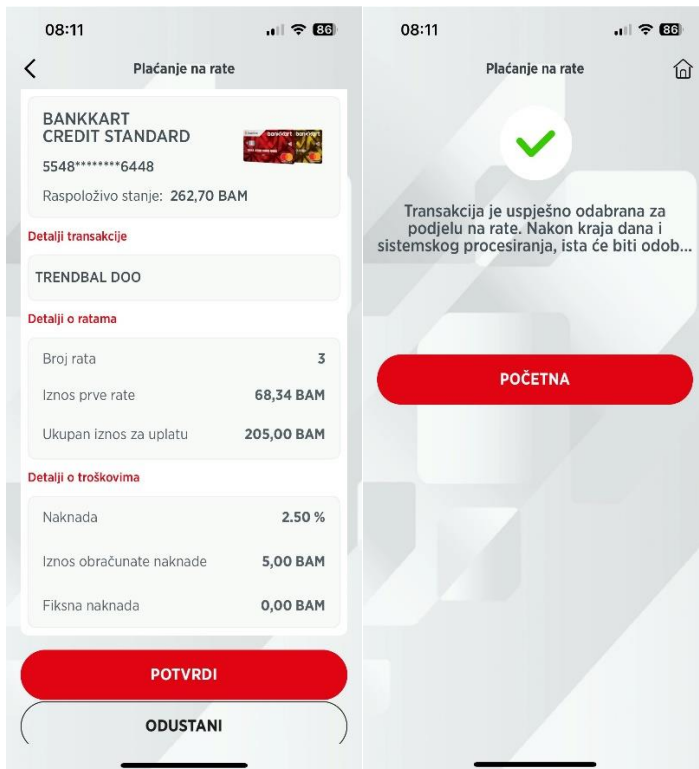 08:11
86
Plaćanje na rate
BANKKART
CREDIT STANDARD
bankkart bankkart
5548********6448
Raspoloživo stanje: 262,70 BAM
Detalji transakcije
TRENDBAL DOO
Detalji o ratama
Broj rata 3
Iznos prve rate 68,34 BAM
Ukupan iznos za uplatu 205,00 BAM
Detalji o troškovima
Naknada 2.50 %
Iznos obračunate naknade 5,00 BAM
Fiksna naknada 0,00 BAM
POTVRDI
ODUSTANI
08:11
86
Plaćanje na rate
Transakcija je uspješno odabrana za
podjelu na rate. Nakon kraja dana i
sistemskog procesiranja, ista će biti odob...
POČETNA